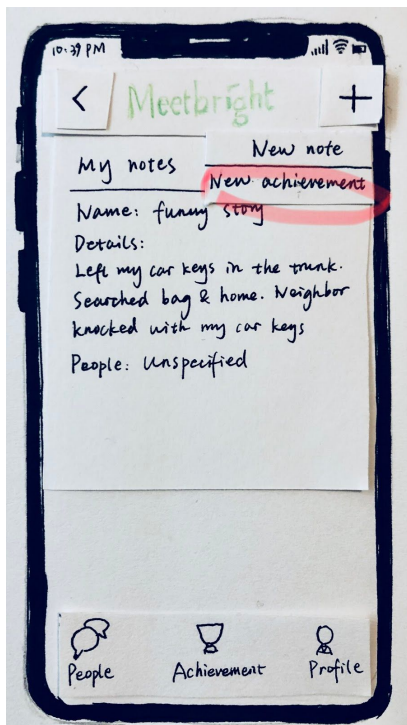 10:39 PM
< Meetbright +
New note
My notes
New achievement
Name: funny story
Details:
Left my car keys in the trunk.
Searched bag & home. Neighbor
knocked with my car keys
People: Unspecified
People Achievement Profile